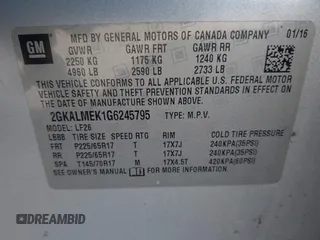 GM
MFD BY GENERAL MOTORS OF CANADA COMPANY 01/16
GVWR GAWR FRT GAWR RR
2250 KG 1175 KG 1240 KG
4950 LB 2590 LB 2733 LB
THIS VEHICLE CONFORMS TO ALL APPLICABLE U.S. FEDERAL
MOTOR VEHICLE SAFETY, BUMPER, AND THEFT PREVENTION
STANDARDS IN EFFECT ON THE DATE OF MANUFACTURE SHOWN ABOVE.
2GKALMEK1G6245795 TYPE: M.P.V.
MODEL: LF26
TIRE SIZE SPEED RTG RIM COLD TIRE PRESSURE
FRT P225/65R17 T 17X7J 240KPA(35PSI)
RR P225/65R17 T 17X7J 240KPA(35PSI)
SPA T145/70R17 M 17X4.5T 420KPA(60PSI)
SEE OWNER'S MANUAL FOR ADDITIONAL INFORMATION.
©DREAMBID